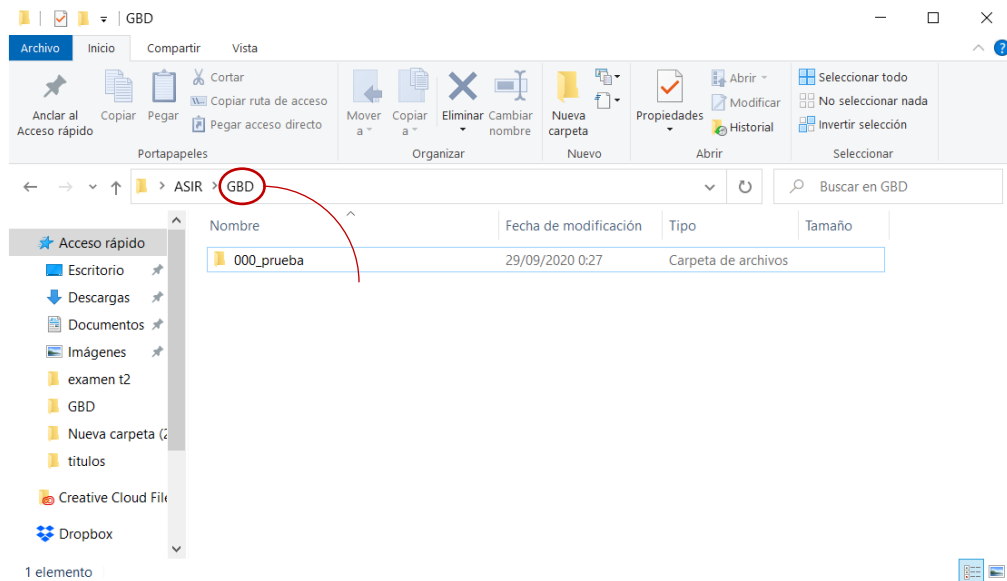 GBD
Archivo Inicio Compartir Vista
Anclar al Acceso rápido
Copiar
Pegar
Cortar
Copiar ruta de acceso
Pegar acceso directo
Portapapeles
Mover a
Copiar a
Eliminar
Cambiar nombre
Organizar
Nueva carpeta
Nuevo
Propiedades
Abrir
Modificar
Historial
Abrir
Seleccionar todo
No seleccionar nada
Invertir selección
Seleccionar
ASIR > GBD
Buscar en GBD
Nombre Fecha de modificación Tipo Tamaño
000_prueba 29/09/2020 0:27 Carpeta de archivos
Acceso rápido
Escritorio
Descargas
Documentos
Imágenes
examen t2
GBD
Nueva carpeta (2
titulos
Creative Cloud File
Dropbox
1 elemento